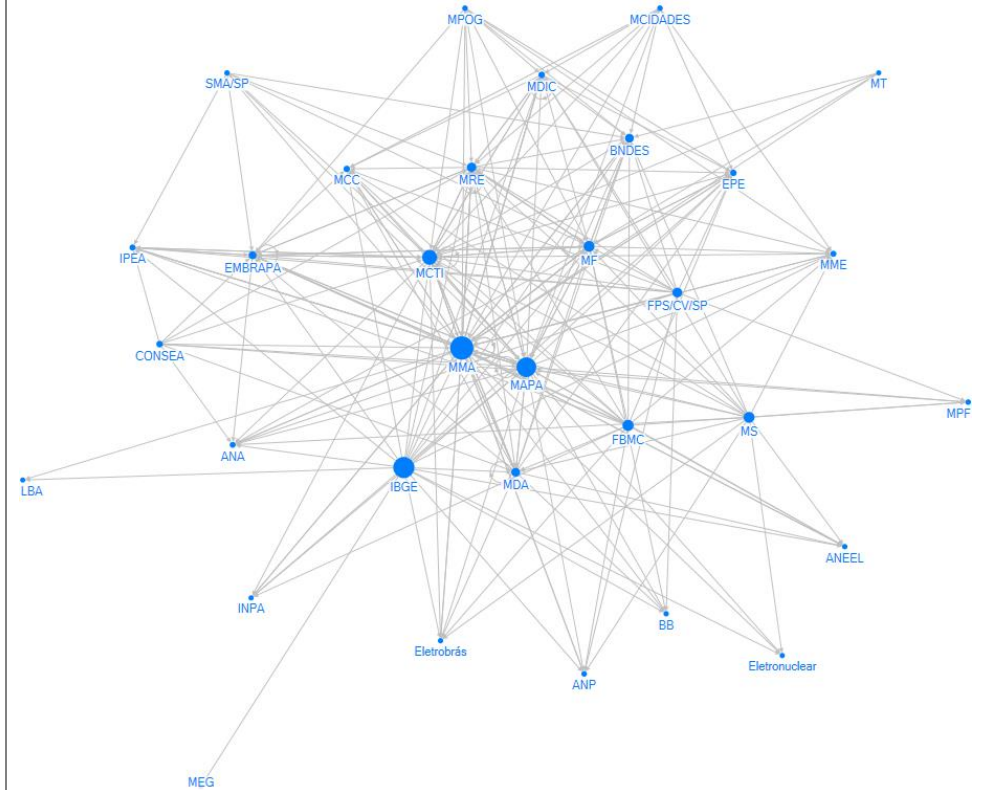 MPOG
MCIDADES
SMA/SP
MDIC
MT
BNDES
MCC
MRE
EPE
IPEA
EMBRAPA
MCTI
MF
MME
FPS/CV/SP
CONSEA
MMA
MAPA
MPF
ANA
FBMC
MS
LBA
IBGE
MDA
ANEEL
INPA
BB
Eletrobrás
Eletronuclear
ANP
MEG